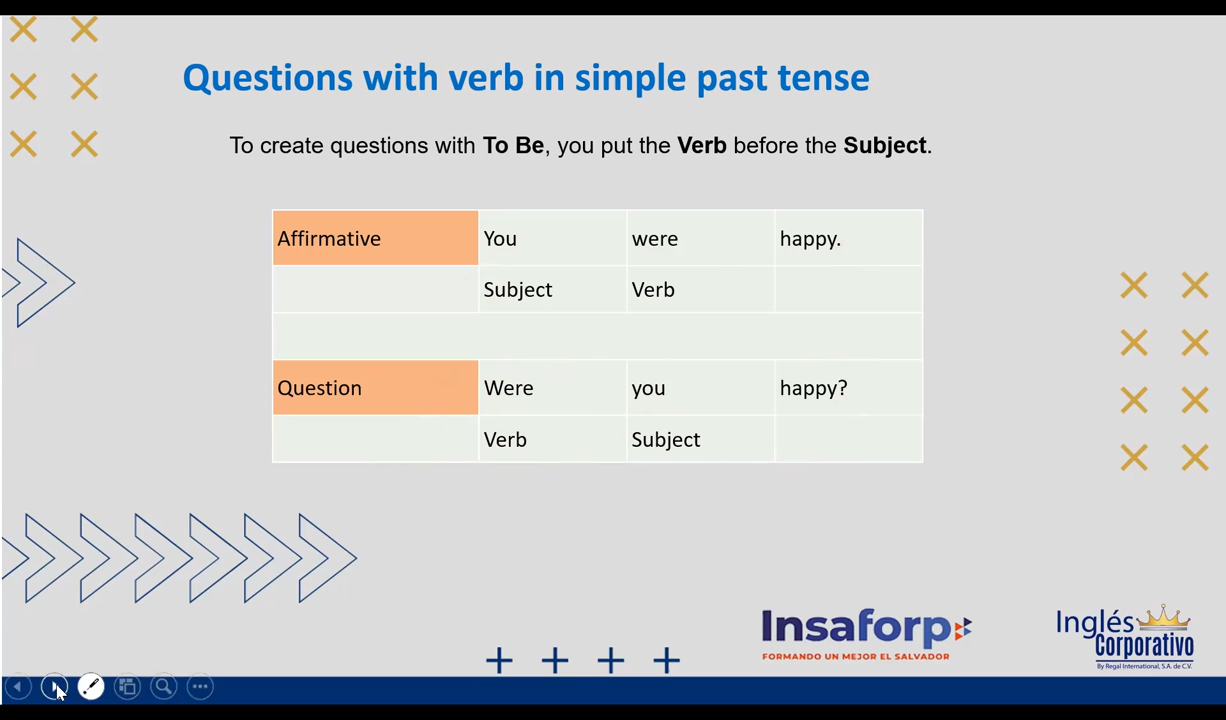 Questions with verb in simple past tense
To create questions with To Be, you put the Verb before the Subject.
Affirmative You were happy.
Subject Verb
Question Were you happy?
Verb Subject
Insaforp
FORMANDO UN MEJOR EL SALVADOR
Inglés
Corporativo
By Regal International, S.A. de C.V.